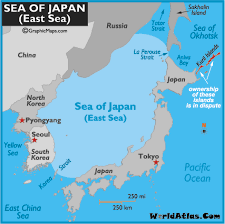 SEA OF JAPAN
(East Sea)
©GraphicMaps.com
Russia
Tatar
Strait
Sakhalin
Island
Sea of
Okhotsk
La Perouse
Strait
Aniva
Bay
Kuril Islands
China
Japan
ownership
of these
islands is
in dispute
North
Korea
Pyongyang
Sea of Japan
(East Sea)
Seoul
Yellow
Sea
South
Korea
Tokyo
Korea
Strait
Japan
Pacific
Ocean
250 mi
250 km
East China
Sea
WorldAtlas.Com